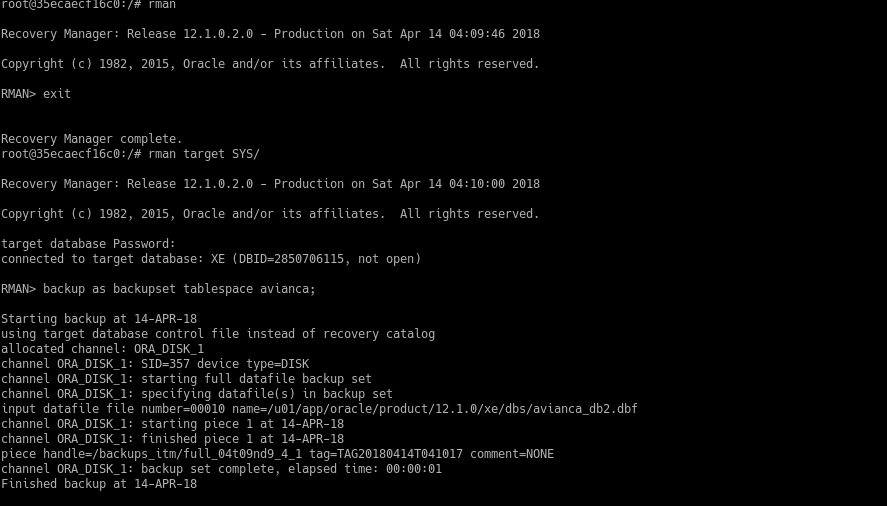 root@35ecaecf16c0:/# rman
Recovery Manager: Release 12.1.0.2.0 - Production on Sat Apr 14 04:09:46 2018
Copyright (c) 1982, 2015, Oracle and/or its affiliates.  All rights reserved.
RMAN> exit
Recovery Manager complete.
root@35ecaecf16c0:/# rman target SYS/
Recovery Manager: Release 12.1.0.2.0 - Production on Sat Apr 14 04:10:00 2018
Copyright (c) 1982, 2015, Oracle and/or its affiliates.  All rights reserved.
target database Password:
connected to target database: XE (DBID=2850706115, not open)
RMAN> backup as backupset tablespace avianca;
Starting backup at 14-APR-18
using target database control file instead of recovery catalog
allocated channel: ORA_DISK_1
channel ORA_DISK_1: SID=357 device type=DISK
channel ORA_DISK_1: starting full datafile backup set
channel ORA_DISK_1: specifying datafile(s) in backup set
input datafile file number=00010 name=/u01/app/oracle/product/12.1.0/xe/dbs/avianca_db2.dbf
channel ORA_DISK_1: starting piece 1 at 14-APR-18
channel ORA_DISK_1: finished piece 1 at 14-APR-18
piece handle=/backups_itm/full_04t09nd9_4_1 tag=TAG20180414T041017 comment=NONE
channel ORA_DISK_1: backup set complete, elapsed time: 00:00:01
Finished backup at 14-APR-18